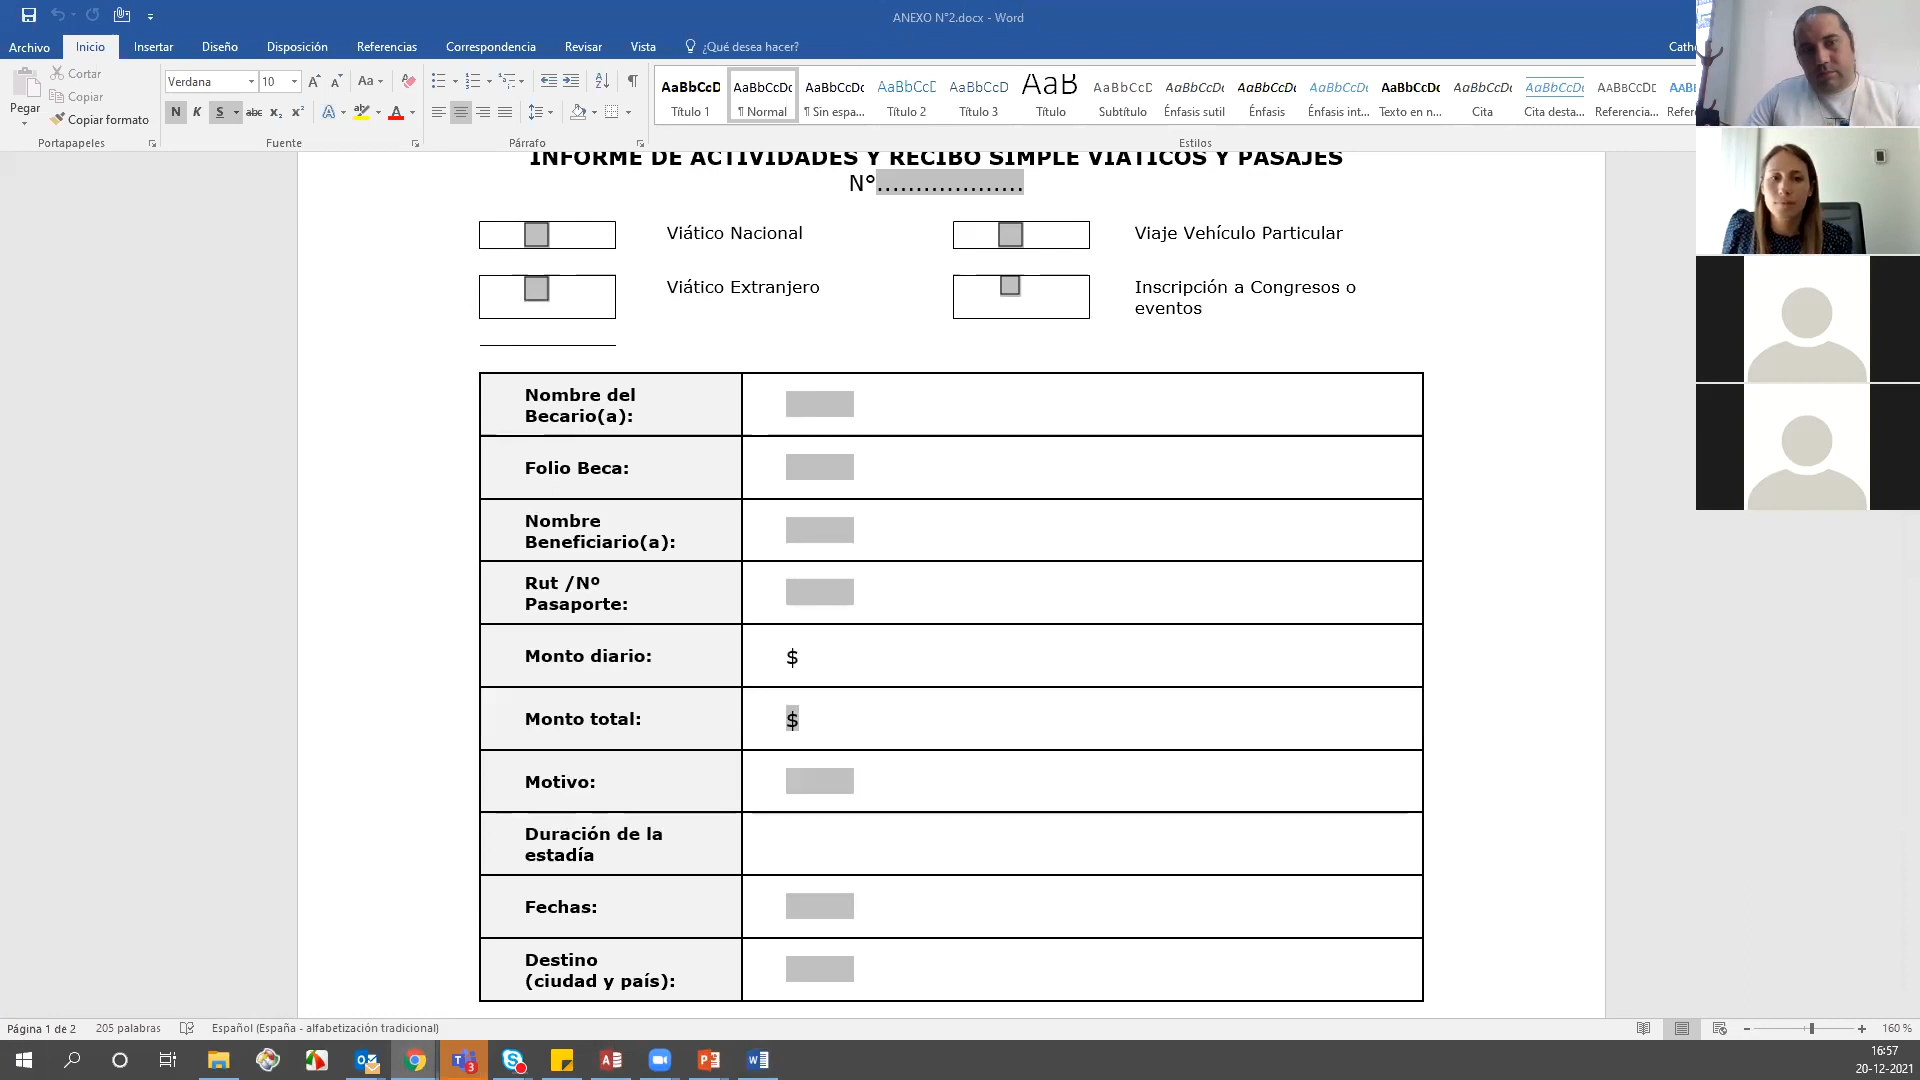 ANEXO N°2.docx - Word
Archivo Inicio Insertar Diseño Disposición Referencias Correspondencia Revisar Vista ¿Qué desea hacer?
Cortar
Copiar
Copiar formato
Pegar
Verdana 10
N K S abc x₂ x²
AaBbCcD AaBbCcDc AaBbCcDc AaBbCcD AaBbCcDc AaB AaBbCcD AaBbCcDc AaBbCcDc AaBbCcDc AaBbCcDc AaBbCcDc AaBbCcDc AaBbCcDc
Título 1 ¶ Normal ¶ Sin espa... Título 2 Título 3 Título Subtítulo Énfasis sutil Énfasis Énfasis int... Texto en n... Cita Cita desta... Referencia...
Portapapeles Fuente Párrafo Estilos
INFORME DE ACTIVIDADES Y RECIBO SIMPLE VIATICOS Y PASAJES
N°...................
Viático Nacional
Viaje Vehículo Particular
Viático Extranjero
Inscripción a Congresos o
eventos
Nombre del
Becario(a):
Folio Beca:
Nombre
Beneficiario(a):
Rut /Nº
Pasaporte:
Monto diario: $
Monto total: $
Motivo:
Duración de la
estadía
Fechas:
Destino
(ciudad y país):
Página 1 de 2 205 palabras Español (España - alfabetización tradicional) 160 %
16:57
20-12-2021